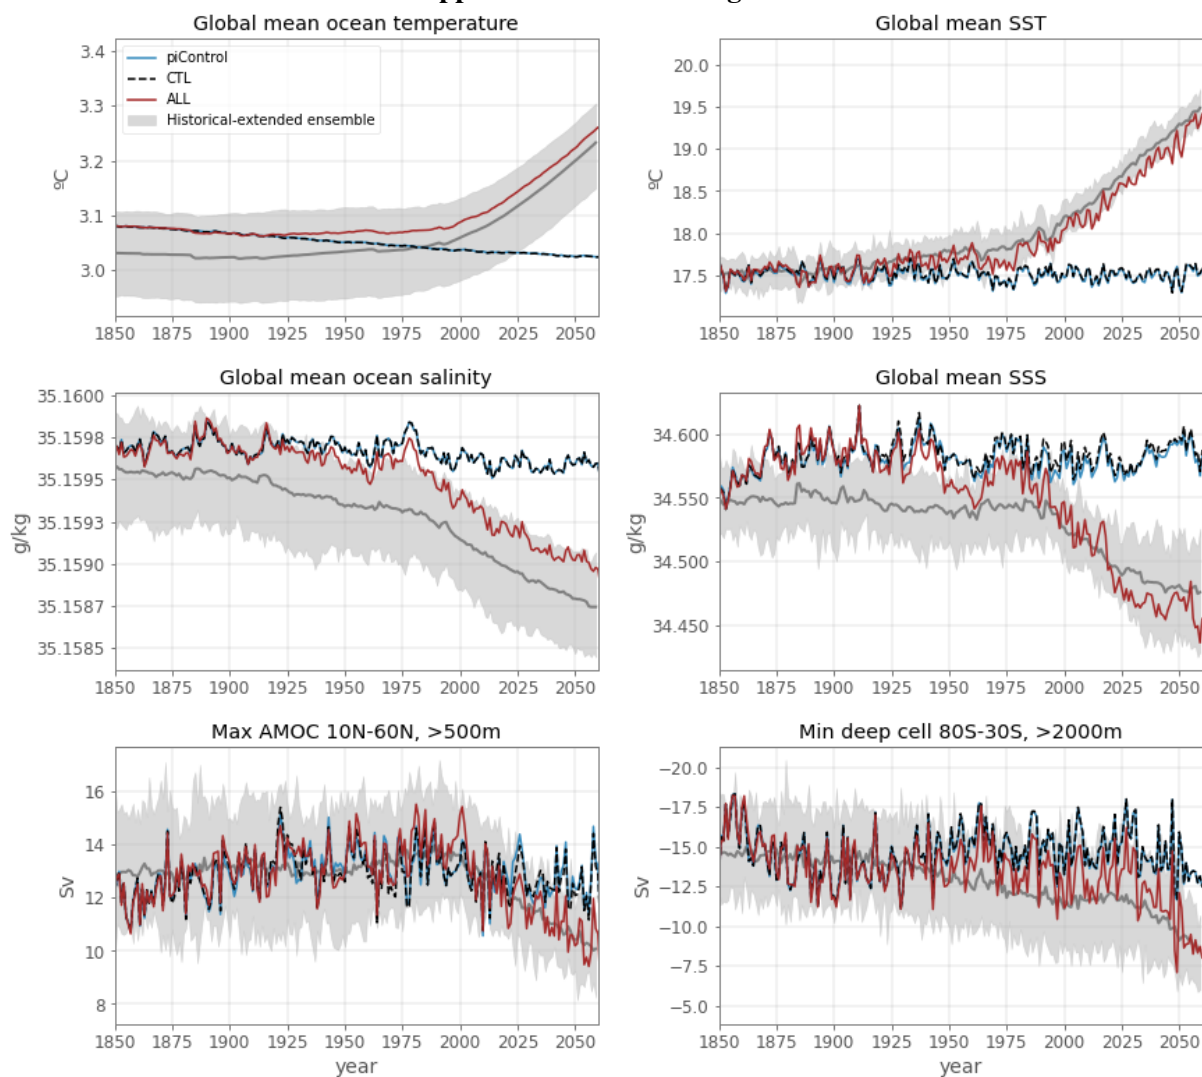 Global mean ocean temperature
3.4
3.3
3.2
3.1
3.0
ºC
piControl
CTL
ALL
Historical-extended ensemble
1850 1875 1900 1925 1950 1975 2000 2025 2050
Global mean SST
20.0
19.5
19.0
18.5
18.0
17.5
ºC
1850 1875 1900 1925 1950 1975 2000 2025 2050
Global mean ocean salinity
35.1600
35.1598
35.1595
35.1593
35.1590
35.1587
35.1585
g/kg
1850 1875 1900 1925 1950 1975 2000 2025 2050
Global mean SSS
34.600
34.550
34.500
34.450
g/kg
1850 1875 1900 1925 1950 1975 2000 2025 2050
Max AMOC 10N-60N, >500m
16
14
12
10
8
Sv
1850 1875 1900 1925 1950 1975 2000 2025 2050
year
Min deep cell 80S-30S, >2000m
−20.0
−17.5
−15.0
−12.5
−10.0
−7.5
−5.0
Sv
1850 1875 1900 1925 1950 1975 2000 2025 2050
year